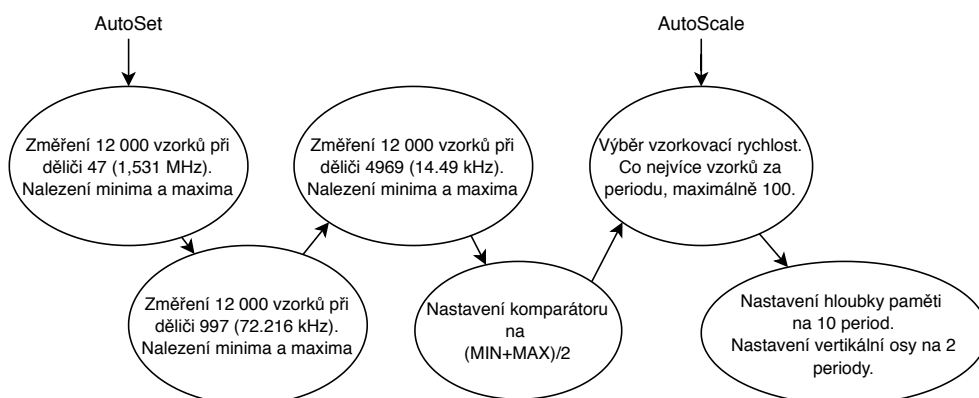 AutoSet
AutoScale
Změření 12 000 vzorků při
děliči 47 (1,531 MHz).
Nalezení minima a maxima
Změření 12 000 vzorků při
děliči 997 (72.216 kHz).
Nalezení minima a maxima
Změření 12 000 vzorků při
děliči 4969 (14.49 kHz).
Nalezení minima a maxima
Nastavení komparátoru
na
(MIN+MAX)/2
Výběr vzorkovací rychlost.
Co nejvíce vzorků za
periodu, maximálně 100.
Nastavení hloubky paměti
na 10 period.
Nastavení vertikální osy na 2
periody.